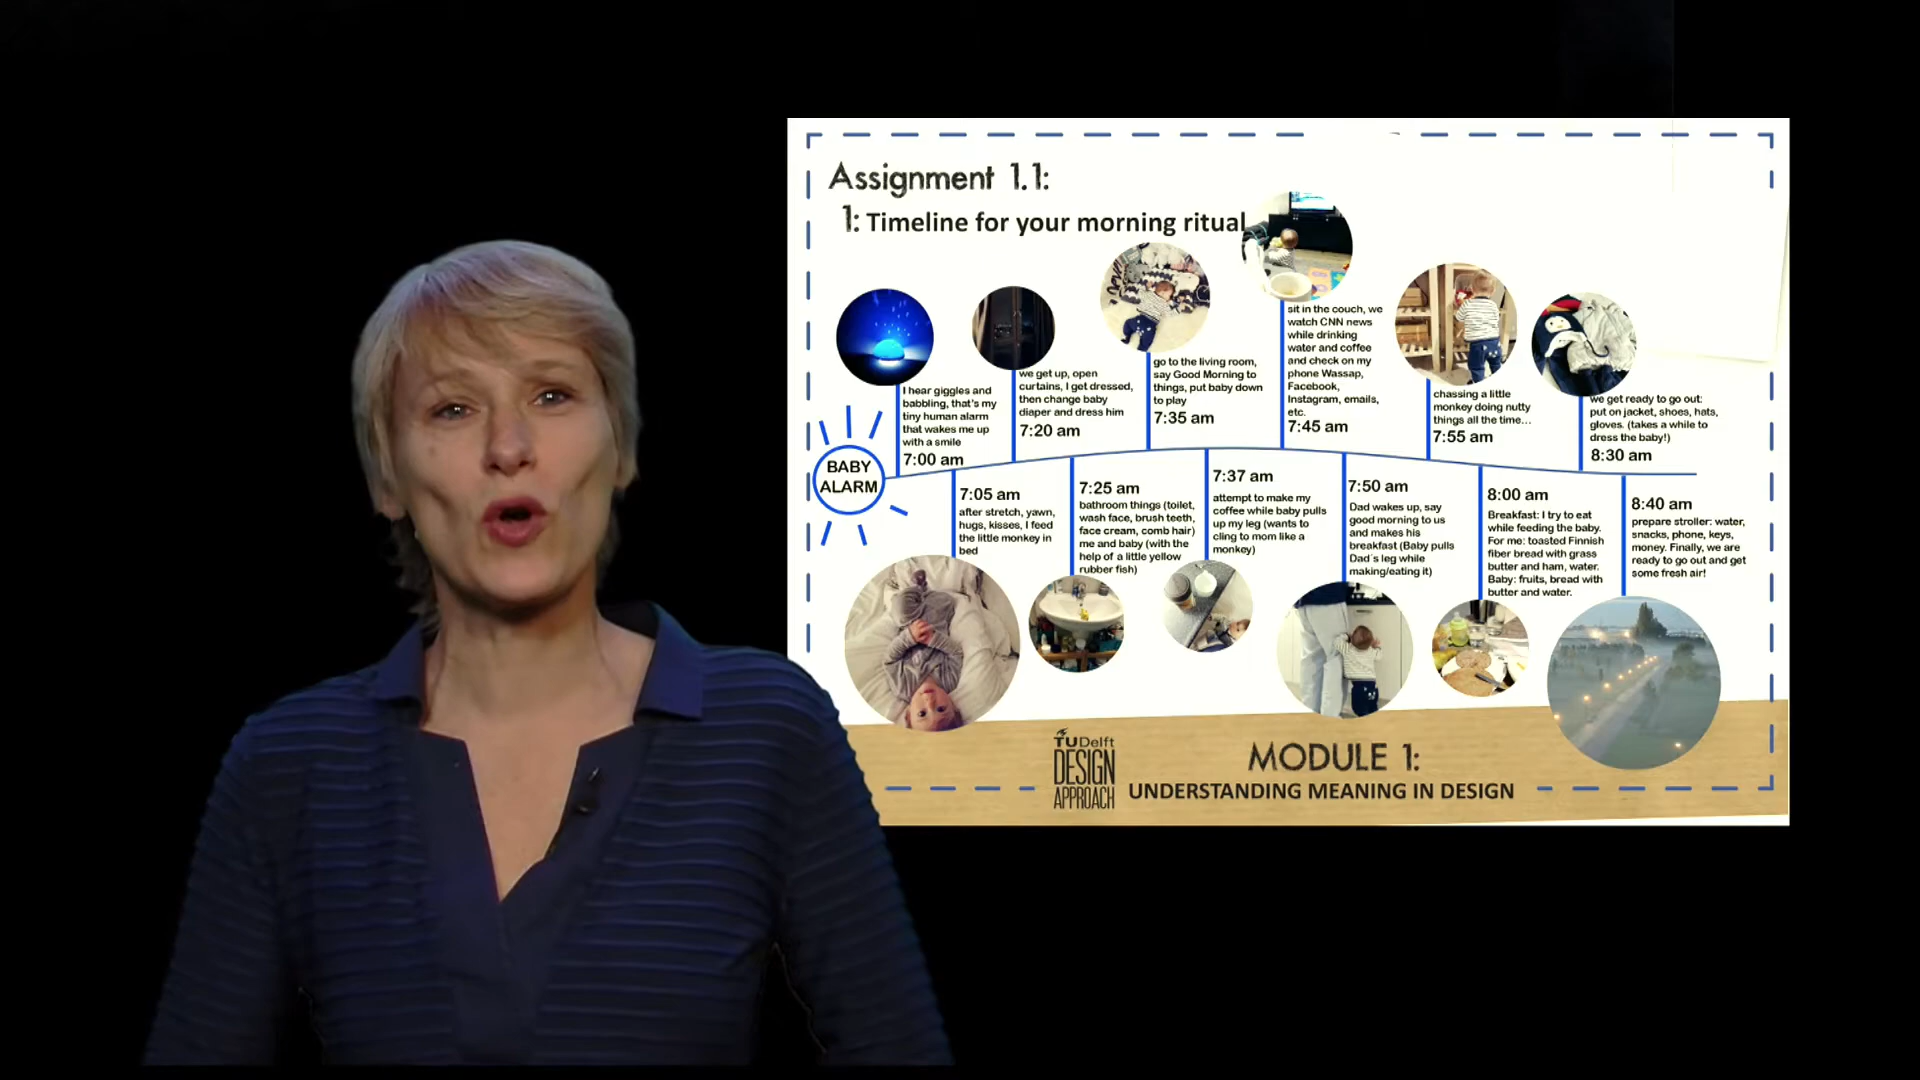 Assignment 1.1:
1: Timeline for your morning ritual
BABY
ALARM
I hear giggles and
babbling, that's my
tiny human alarm
that wakes me up
with a smile
7:00 am
7:05 am
after stretch, yawn,
hugs, kisses, I feed
the little monkey in
bed
we get up, open
curtains, I get dressed,
then change baby
diaper and dress him
7:20 am
7:25 am
bathroom things (toilet,
wash face, brush teeth,
face cream, comb hair)
me and baby (with the
help of a little yellow
rubber fish)
go to the living room,
say Good Morning to
things, put baby down
to play
7:35 am
7:37 am
attempt to make my
coffee while baby pulls
up my leg (wants to
cling to mom like a
monkey)
sit in the couch, we
watch CNN news
while drinking
water and coffee
and check on my
phone Wassap,
Facebook,
Instagram, emails,
etc.
7:45 am
7:50 am
Dad wakes up, say
good morning to us
and makes his
breakfast (Baby pulls
Dad's leg while
making/eating it)
chassing a little
monkey doing nutty
things all the time...
7:55 am
8:00 am
Breakfast: I try to eat
while feeding the baby.
For me: toasted Finnish
fiber bread with grass
butter and ham, water.
Baby: fruits, bread with
butter and water.
we get ready to go out:
put on jacket, shoes, hats,
gloves. (takes a while to
dress the baby!)
8:30 am
8:40 am
prepare stroller: water,
snacks, phone, keys,
money. Finally, we are
ready to go out and get
some fresh air!
TUDelft
DESIGN
APPROACH
MODULE 1:
UNDERSTANDING MEANING IN DESIGN